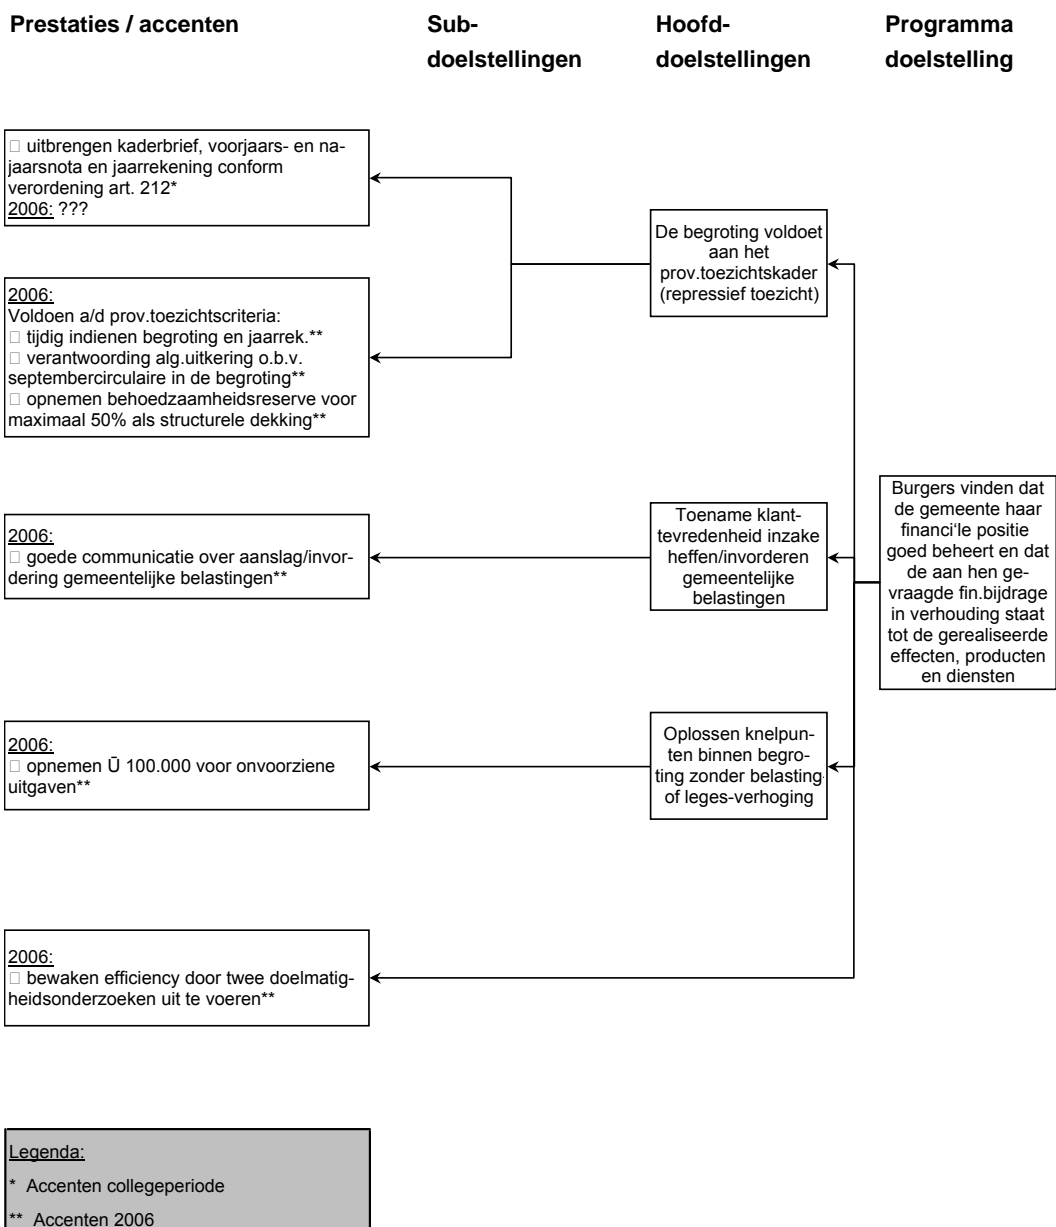 Prestaties / accenten
Sub-
doelstellingen
Hoofd-
doelstellingen
Programma
doelstelling
□ uitbrengen kaderbrief, voorjaars- en na-
jaarsnota en jaarrekening conform
verordening art. 212*
2006: ???
De begroting voldoet
aan het
prov.toezichtskader
(repressief toezicht)
2006:
Voldoen a/d prov.toezichtscriteria:
□ tijdig indienen begroting en jaarrek.**
□ verantwoording alg.uitkering o.b.v.
septembercirculaire in de begroting**
□ opnemen behoedzaamheidsreserve voor
maximaal 50% als structurele dekking**
Burgers vinden dat
de gemeente haar
financi‘le positie
goed beheert en dat
de aan hen ge-
vraagde fin.bijdrage
in verhouding staat
tot de gerealiseerde
effecten, producten
en diensten
2006:
□ goede communicatie over aanslag/invor-
dering gemeentelijke belastingen**
Toename klant-
tevredenheid inzake
heffen/invorderen
gemeentelijke
belastingen
2006:
□ opnemen Ū 100.000 voor onvoorziene
uitgaven**
Oplossen knelpun-
ten binnen begro-
ting zonder belasting-
of leges-verhoging
2006:
□ bewaken efficiency door twee doelmatig-
heidsonderzoeken uit te voeren**
Legenda:
* Accenten collegeperiode
** Accenten 2006